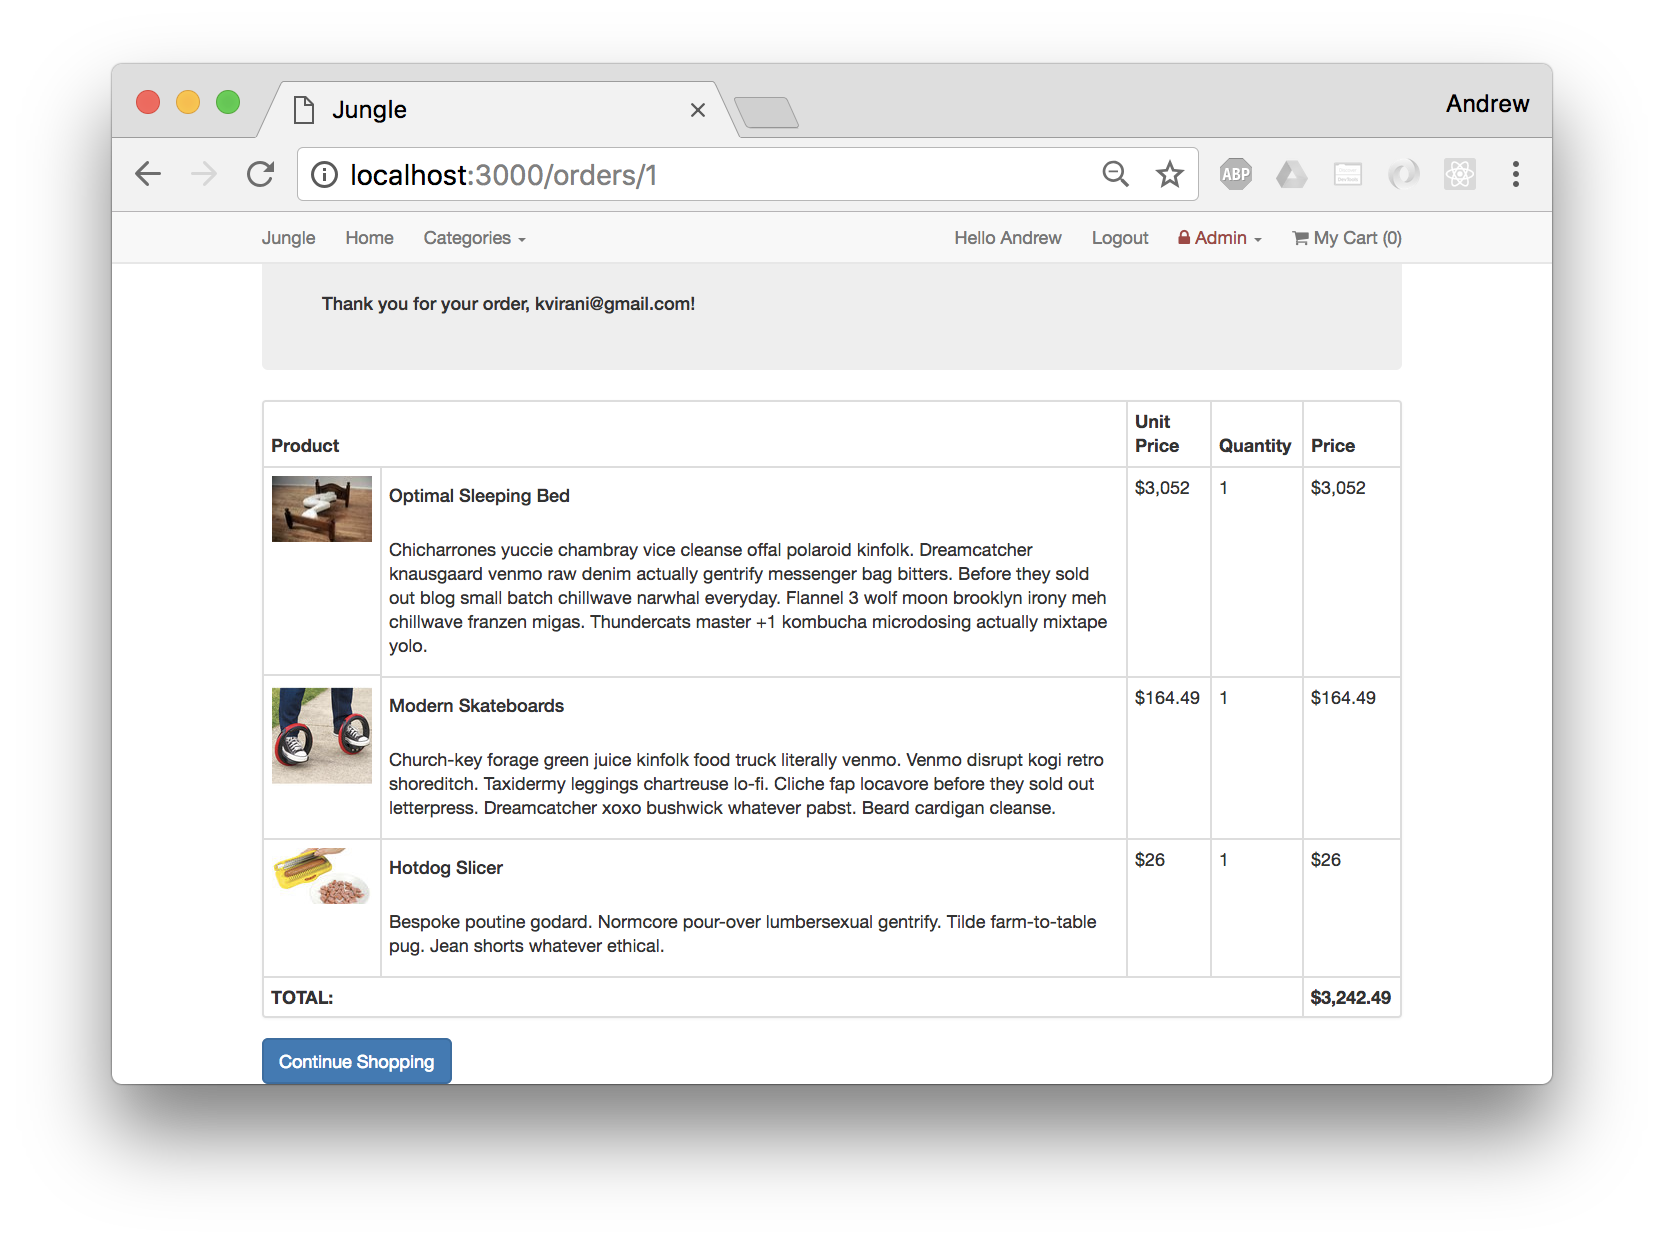 Jungle
Andrew
localhost:3000/orders/1
ABP
Jungle Home Categories Hello Andrew Logout Admin My Cart (0)
Thank you for your order, kvirani@gmail.com!
Product Unit Price Quantity Price
Optimal Sleeping Bed $3,052 1 $3,052
Chicharrones yuccie chambray vice cleanse offal polaroid kinfolk. Dreamcatcher
knausgaard venmo raw denim actually gentrify messenger bag bitters. Before they sold
out blog small batch chillwave narwhal everyday. Flannel 3 wolf moon brooklyn irony meh
chillwave franzen migas. Thundercats master +1 kombucha microdosing actually mixtape
yolo.
Modern Skateboards $164.49 1 $164.49
Church-key forage green juice kinfolk food truck literally venmo. Venmo disrupt kogi retro
shoreditch. Taxidermy leggings chartreuse lo-fi. Cliche fap locavore before they sold out
letterpress. Dreamcatcher xoxo bushwick whatever pabst. Beard cardigan cleanse.
Hotdog Slicer $26 1 $26
Bespoke poutine godard. Normcore pour-over lumbersexual gentrify. Tilde farm-to-table
pug. Jean shorts whatever ethical.
TOTAL: $3,242.49
Continue Shopping